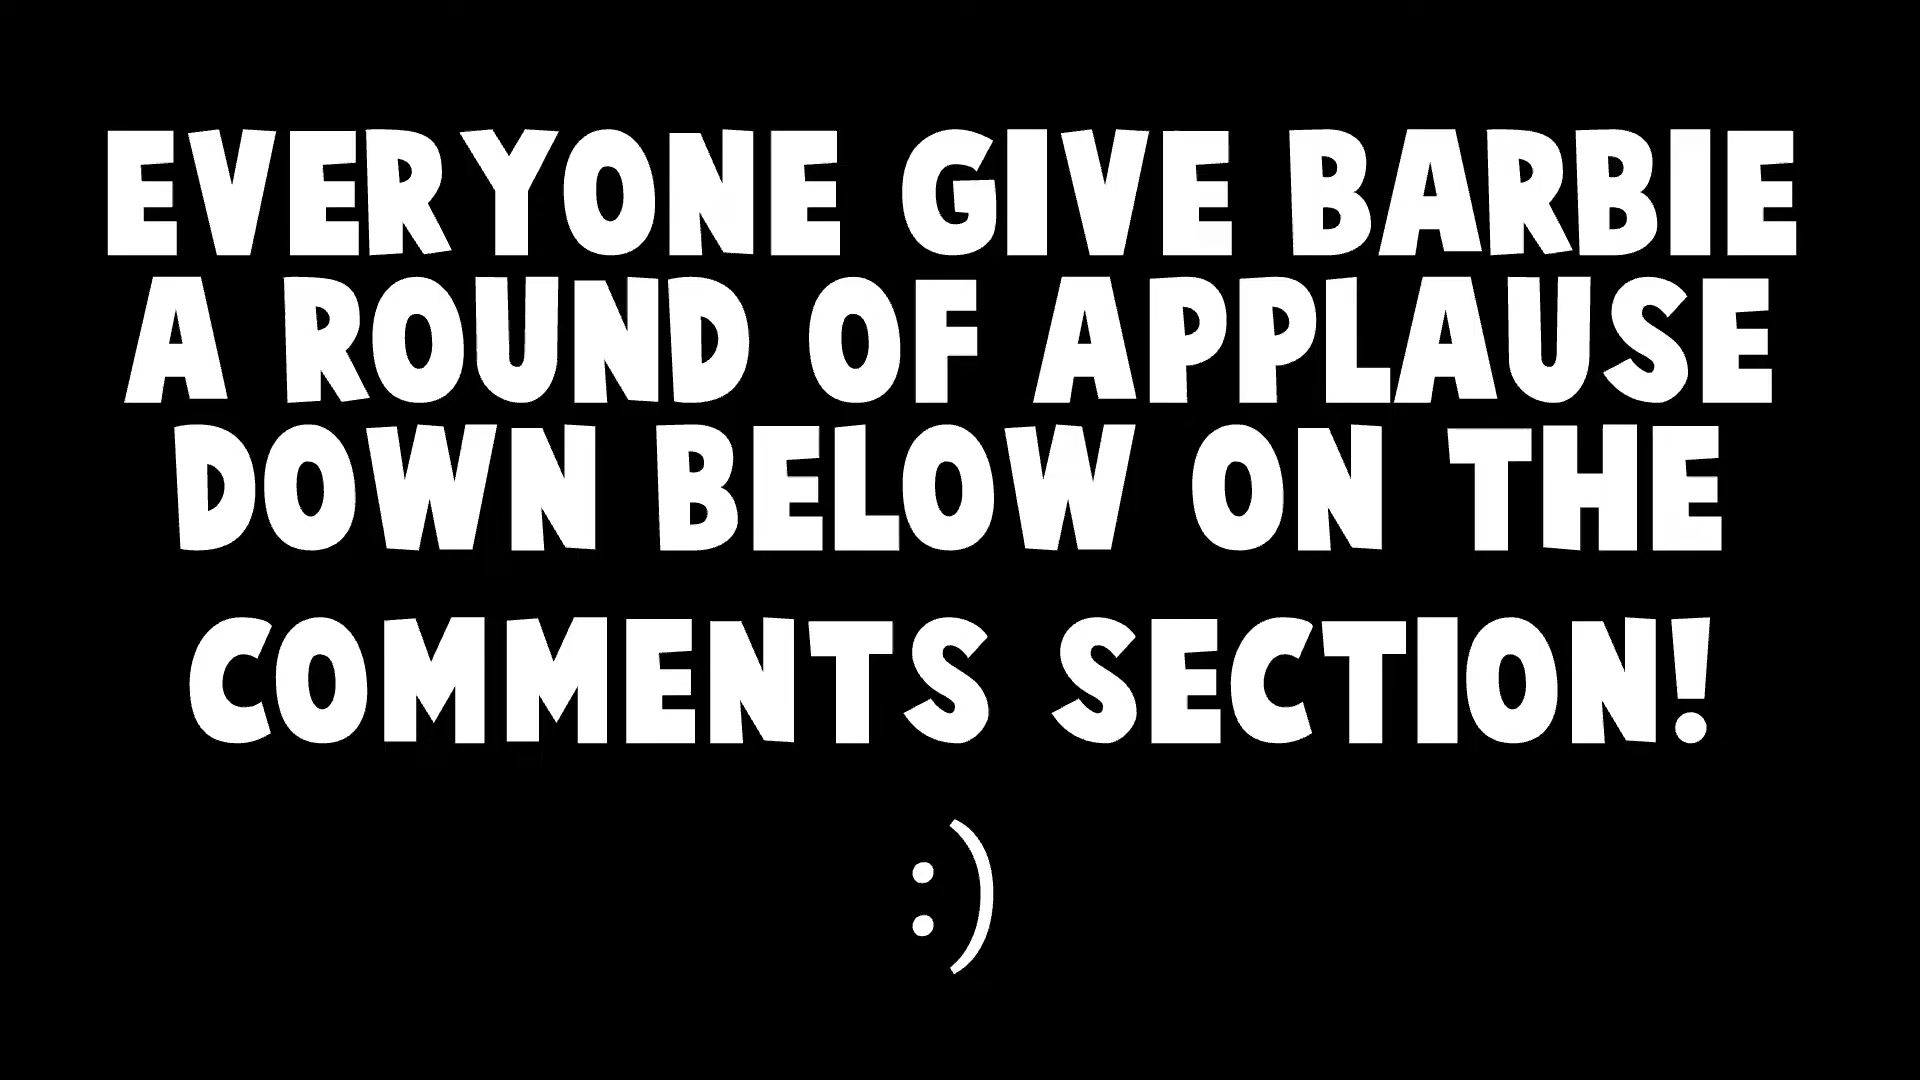 EVERYONE GIVE BARBIE
A ROUND OF APPLAUSE
DOWN BELOW ON THE
COMMENTS SECTION!
:)